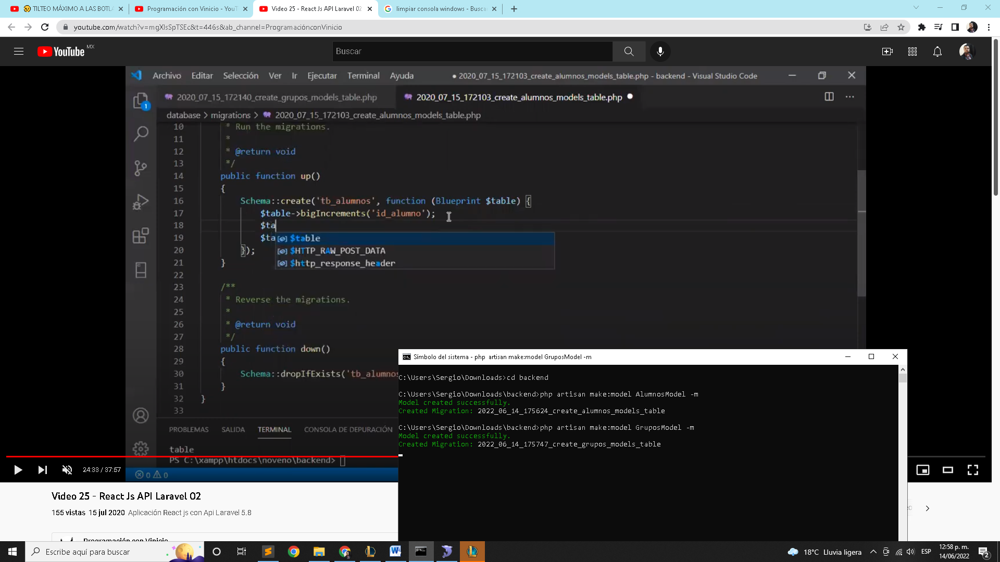 TILTEO MÁXIMO A LAS BOTL
Programación con Vinicio - YouT
Video 25 - React Js API Laravel 02
limpiar consola windows - Busca
youtube.com/watch?v=mgXlsSpTSEc&t=446s&ab_channel=ProgramaciónconVinicio
YouTube MX
Buscar
Archivo Editar Selección Ver Ir Ejecutar Terminal Ayuda
● 2020_07_15_172103_create_alumnos_models_table.php - backend - Visual Studio Code
2020_07_15_172140_create_grupos_models_table.php
2020_07_15_172103_create_alumnos_models_table.php
1
database > migrations > 2020_07_15_172103_create_alumnos_models_table.php
10 * Run the migrations.
11 *
12 * @return void
13 */
14 public function up()
15 {
16 Schema::create('tb_alumnos', function (Blueprint $table) {
17 $table->bigIncrements('id_alumno');
18 $ta
19 $ta
$table
$HTTP_RAW_POST_DATA
$http_response_header
20 });
21 }
22
23 /**
24 * Reverse the migrations.
25 *
26 * @return void
27 */
28 public function down()
29 {
30 Schema::dropIfExists('tb_alumnos
31 }
32 }
33
PROBLEMAS SALIDA TERMINAL CONSOLA DE DEPURACIÓN
table
PS C:\xampp\htdocs\noveno\backend>
0 0
24:33 / 37:57
Símbolo del sistema - php artisan make:model GruposModel -m
C:\Users\Sergio\Downloads>cd backend
C:\Users\Sergio\Downloads\backend>php artisan make:model AlumnosModel -m
Model created successfully.
Created Migration: 2022_06_14_175624_create_alumnos_models_table
C:\Users\Sergio\Downloads\backend>php artisan make:model GruposModel -m
Model created successfully.
Created Migration: 2022_06_14_175747_create_grupos_models_table
Video 25 - React Js API Laravel 02
155 vistas 15 jul 2020 Aplicación React js con Api Laravel 5.8
Programación con Vinicio
Escribe aquí para buscar
18°C Lluvia ligera
ESP
12:58 p. m.
14/06/2022
2